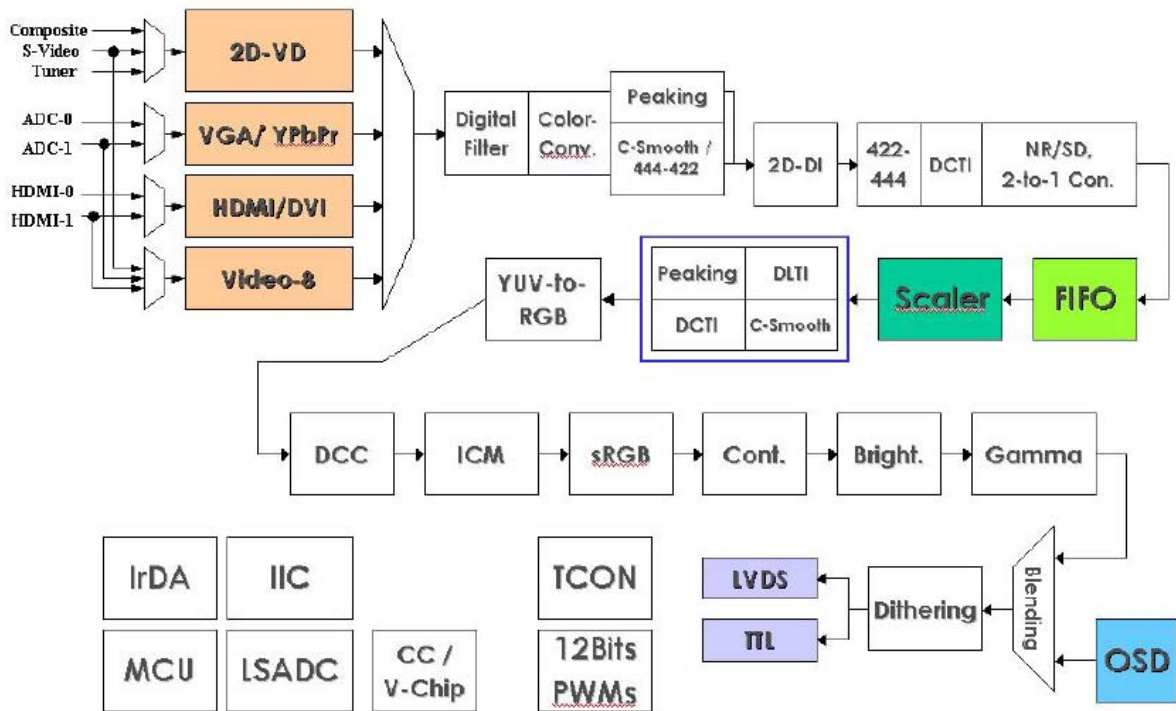 Composite
S-Video
Tuner
2D-VD
ADC-0
ADC-1
VGA/ YPbPr
HDMI-0
HDMI-1
HDMI/DVI
Video-8
Digital
Filter
Color-
Conv.
Peaking
C-Smooth /
444-422
2D-DI
422-
444
DCTI
NR/SD,
2-to-1 Con.
YUV-to-
RGB
Peaking
DLTI
DCTI
C-Smooth
Scaler
FIFO
DCC
ICM
sRGB
Cont.
Bright.
Gamma
IrDA
IIC
TCON
LVDS
TTL
Dithering
Blending
OSD
MCU
LSADC
CC /
V-Chip
12Bits
PWMs